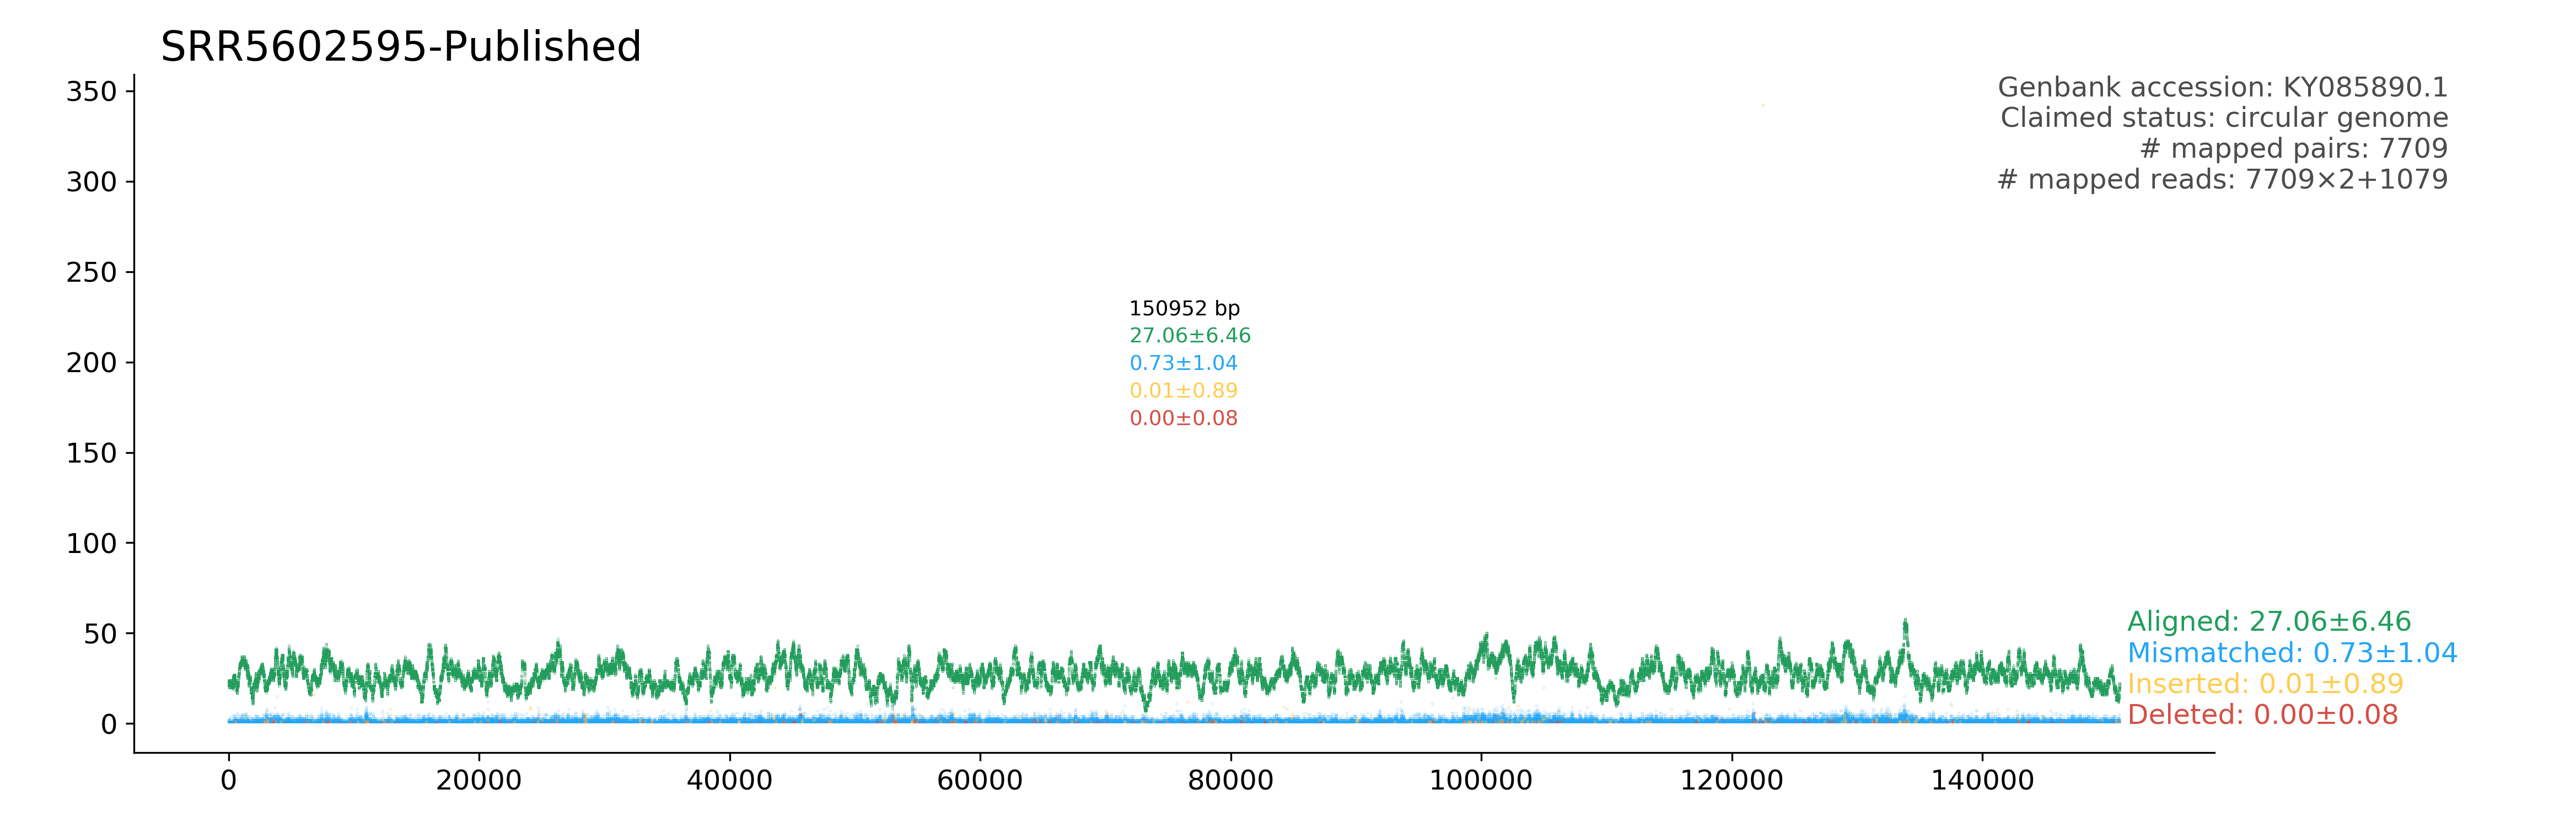 SRR5602595-Published
350
300
250
200
150
100
50
0
Genbank accession: KY085890.1
Claimed status: circular genome
# mapped pairs: 7709
# mapped reads: 7709×2+1079
150952 bp
27.06±6.46
0.73±1.04
0.01±0.89
0.00±0.08
Aligned: 27.06±6.46
Mismatched: 0.73±1.04
Inserted: 0.01±0.89
Deleted: 0.00±0.08
0 20000 40000 60000 80000 100000 120000 140000